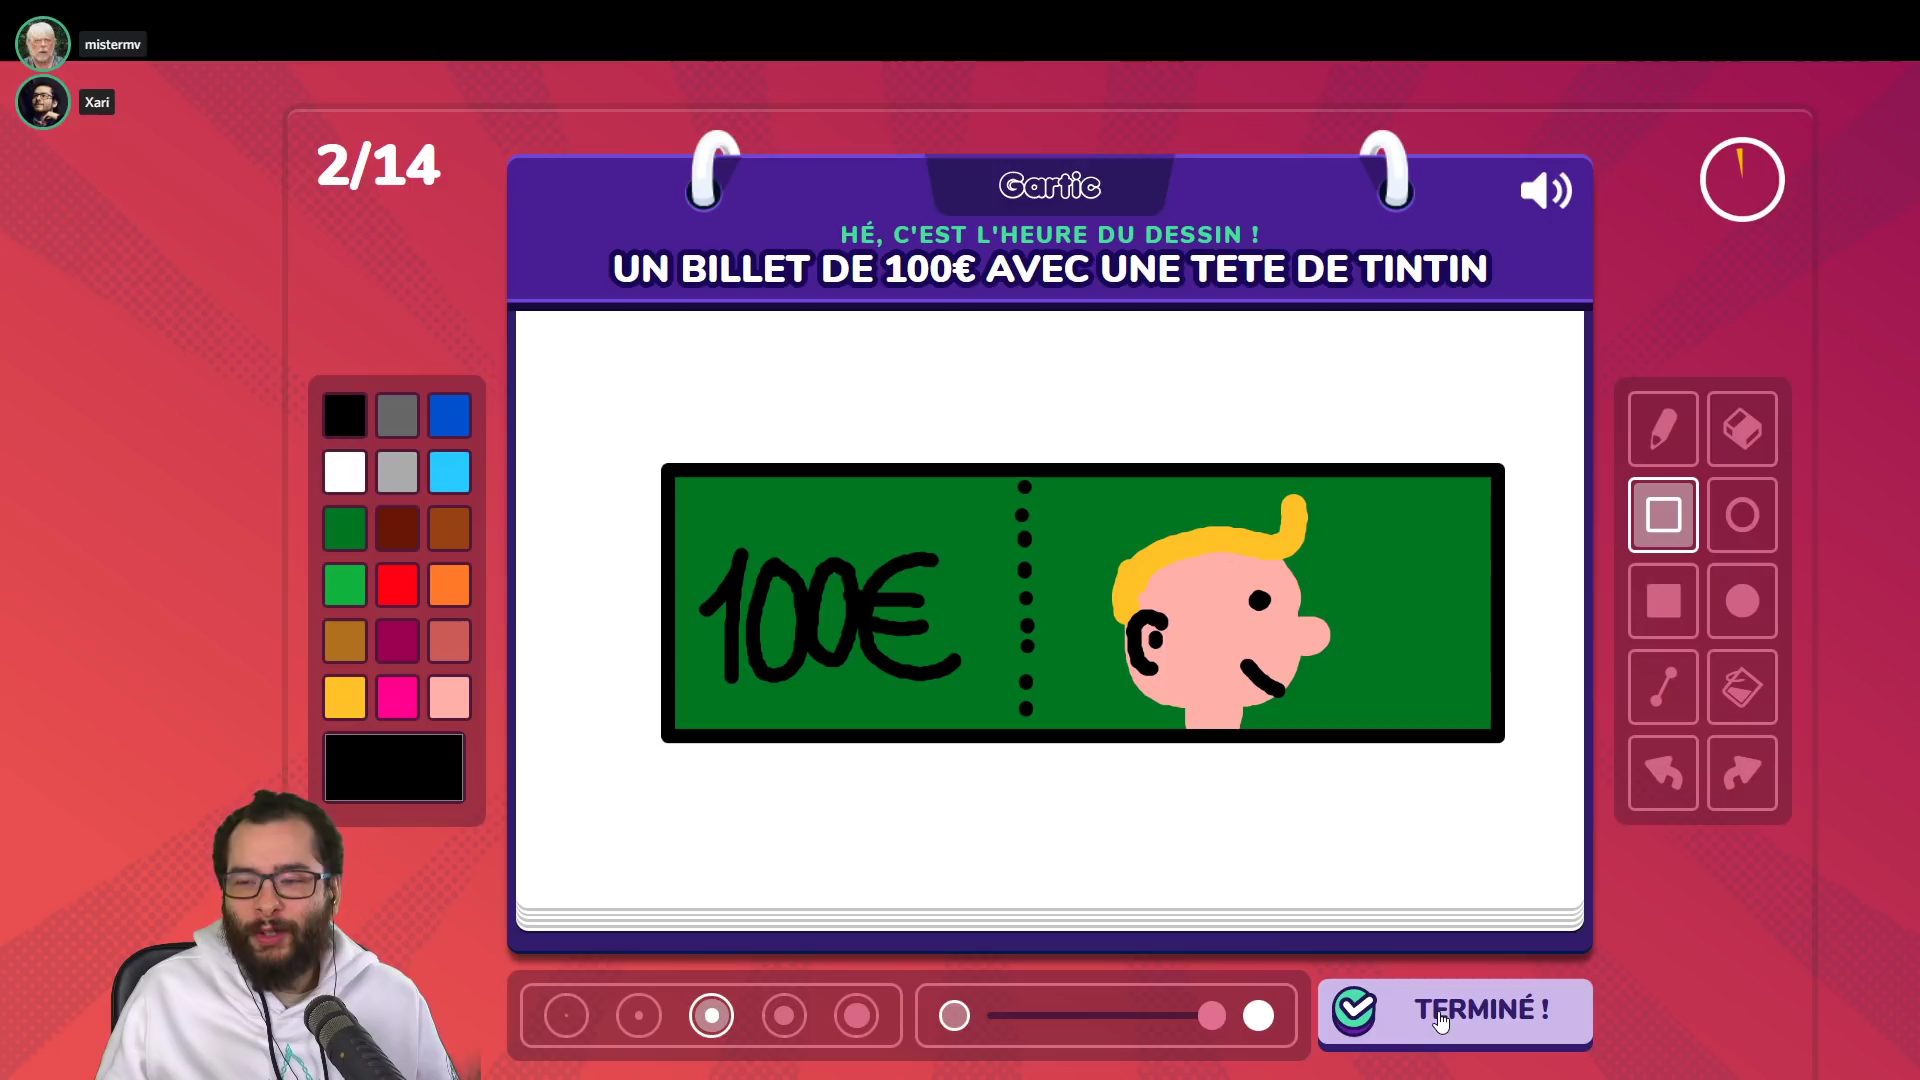 mistermv
Xari
2/14
Gartic
HÉ, C'EST L'HEURE DU DESSIN !
UN BILLET DE 100€ AVEC UNE TETE DE TINTIN
100€
TERMINÉ !